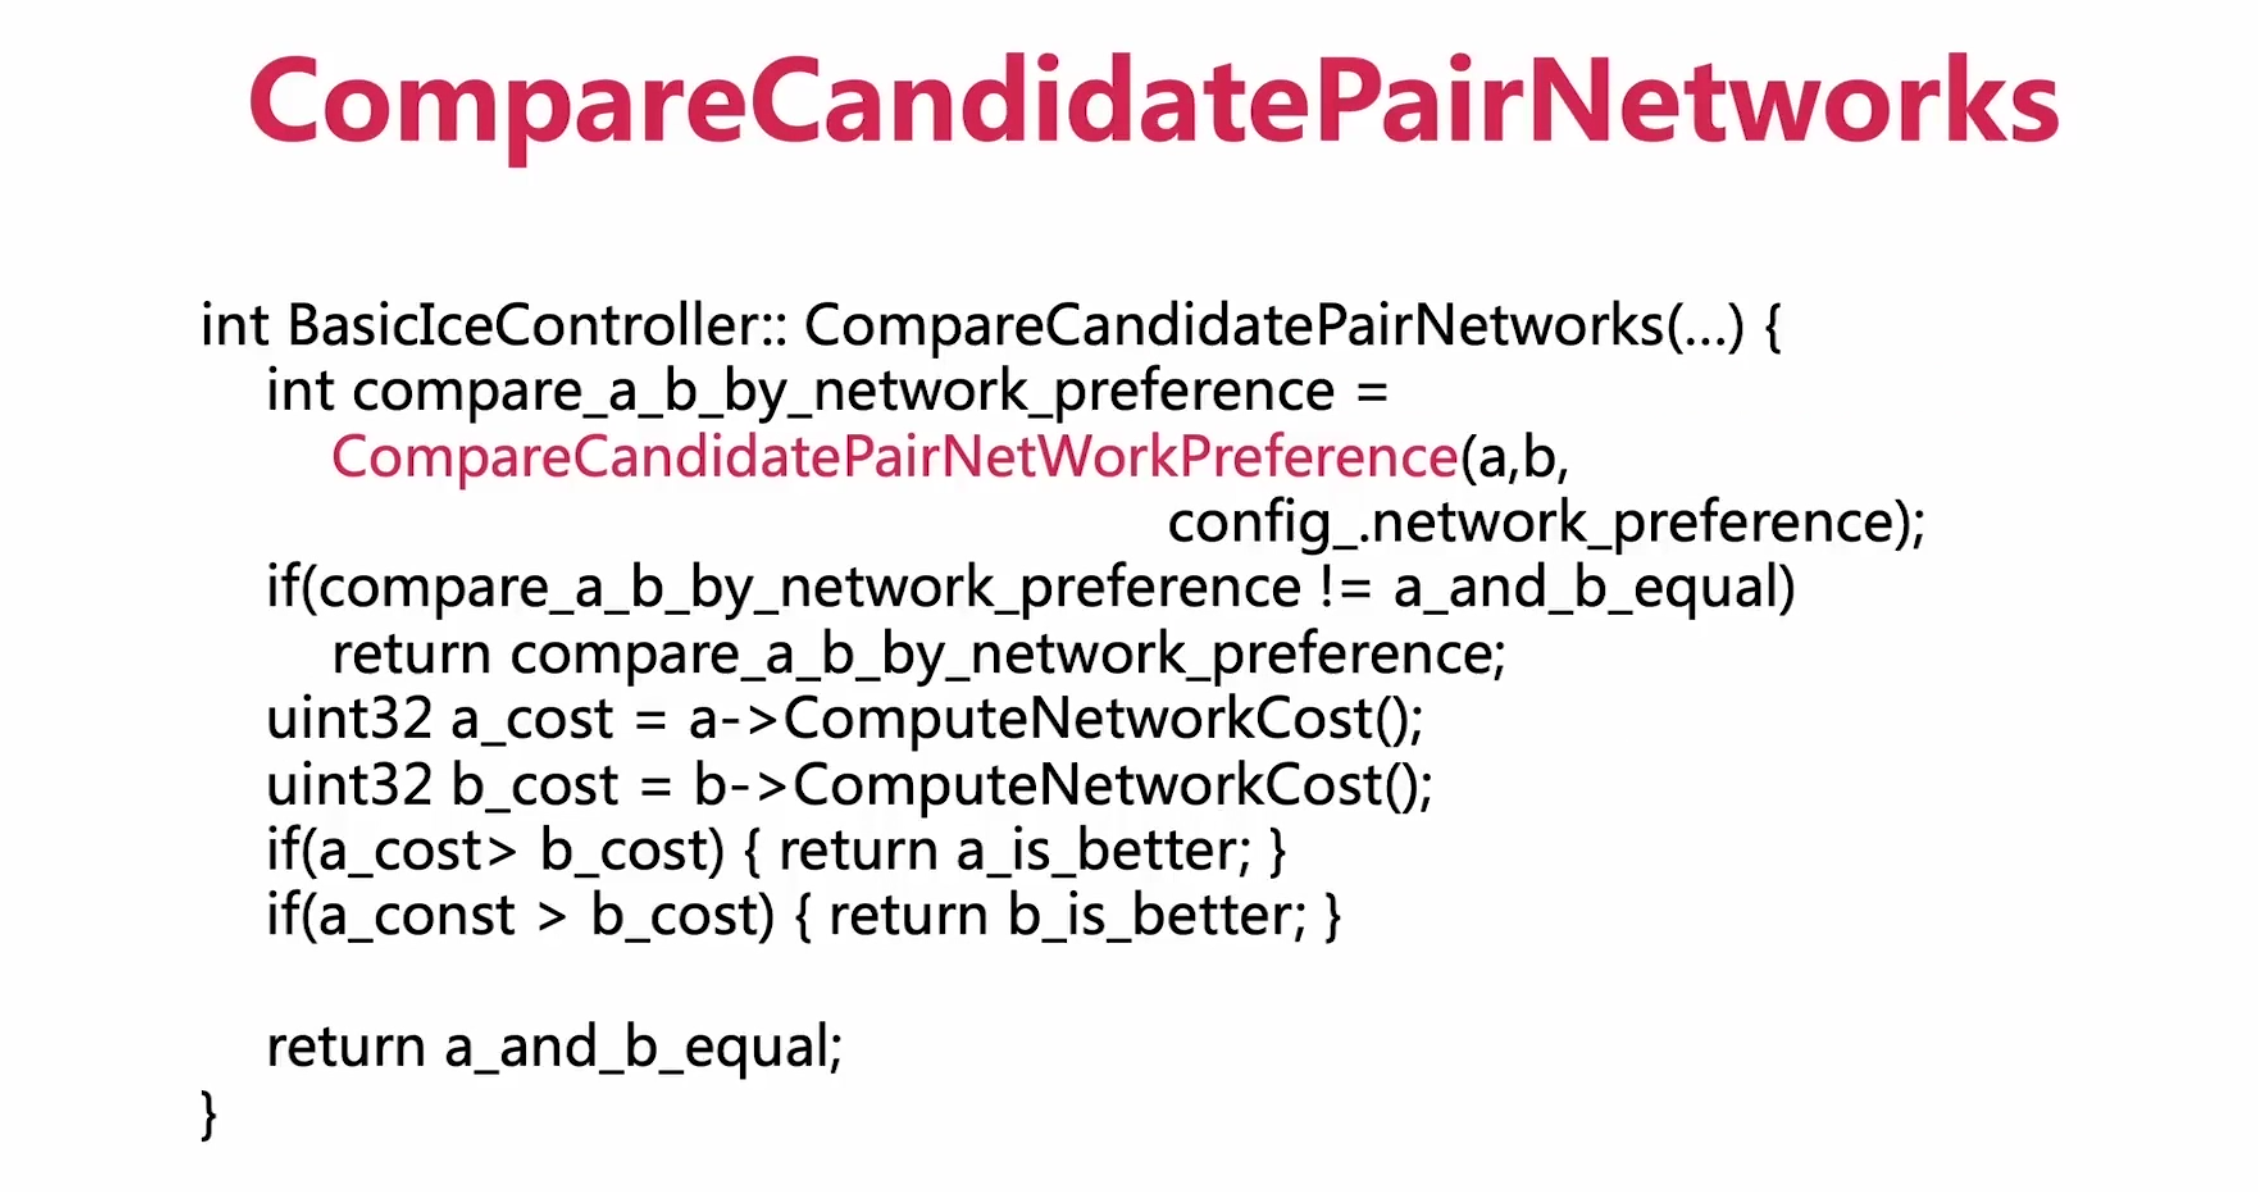 CompareCandidatePairNetworks
int BasicIceController:: CompareCandidatePairNetworks(...) {
int compare_a_b_by_network_preference =
CompareCandidatePairNetWorkPreference(a,b,
config_.network_preference);
if(compare_a_b_by_network_preference != a_and_b_equal)
return compare_a_b_by_network_preference;
uint32 a_cost = a->ComputeNetworkCost();
uint32 b_cost = b->ComputeNetworkCost();
if(a_cost> b_cost) { return a_is_better; }
if(a_const > b_cost) { return b_is_better; }
return a_and_b_equal;
}